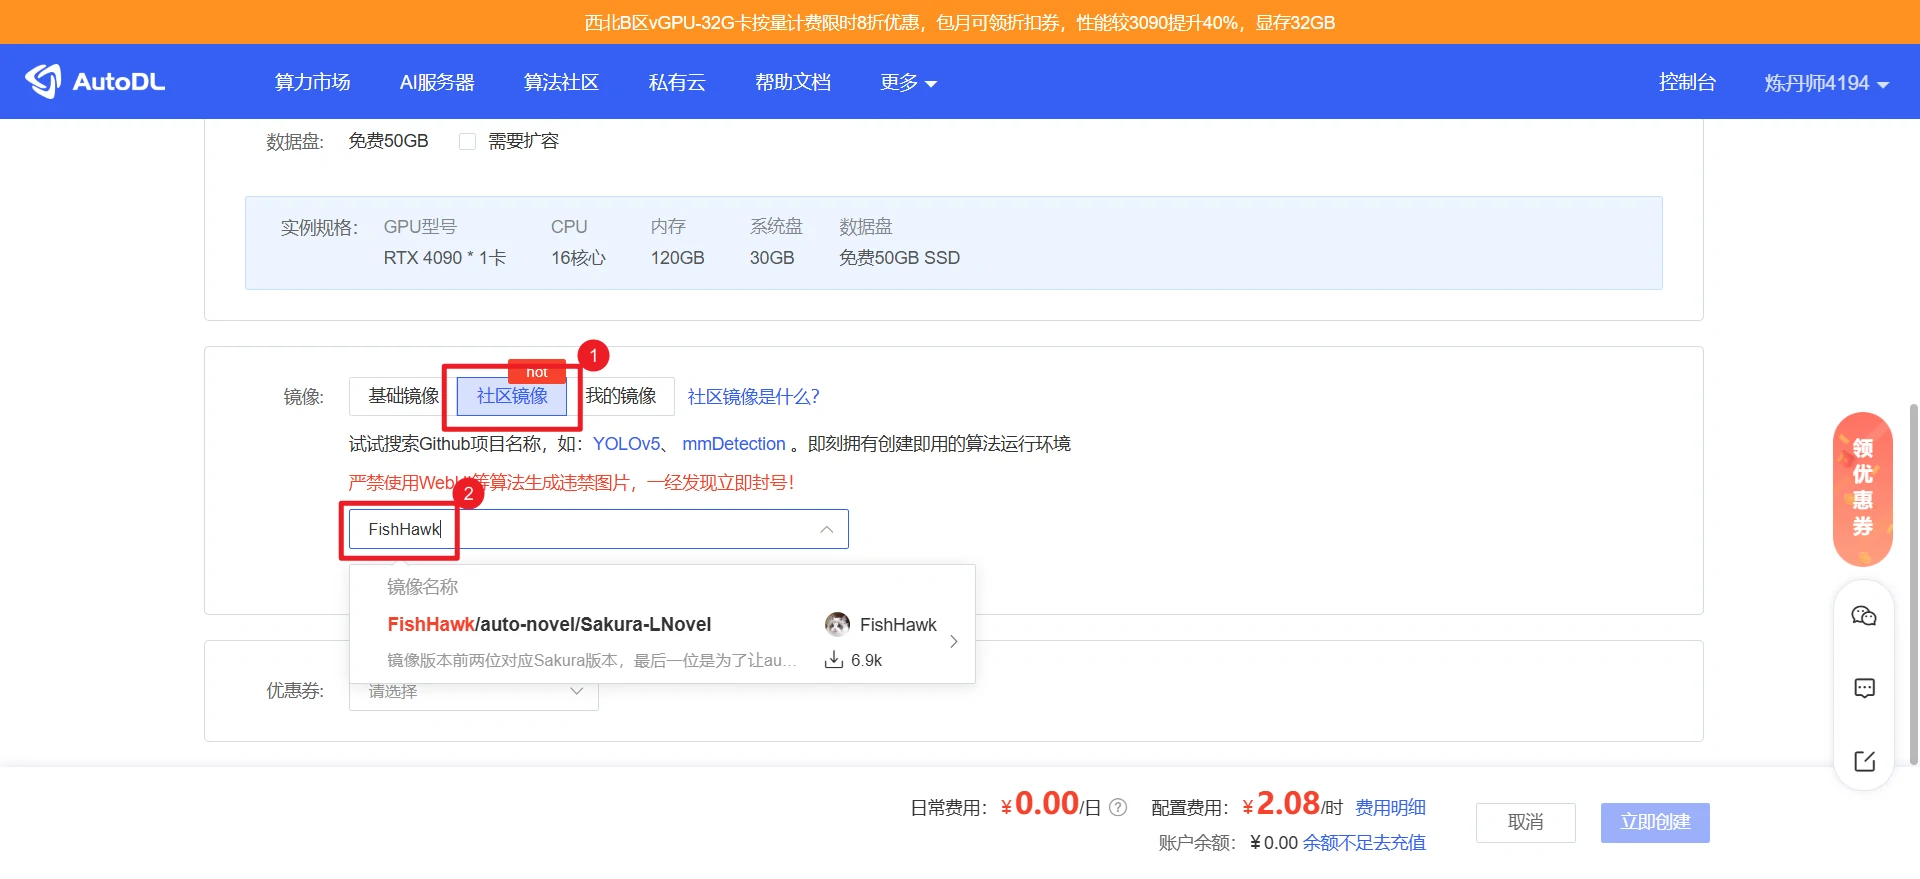 西北B区vGPU-32G卡按量计费限时8折优惠，包月可领折扣券，性能较3090提升40%，显存32GB
AutoDL 算力市场 AI服务器 算法社区 私有云 帮助文档 更多 控制台 炼丹师4194
数据盘: 免费50GB 需要扩容
实例规格: GPU型号 CPU 内存 系统盘 数据盘
RTX 4090 * 1卡 16核心 120GB 30GB 免费50GB SSD
1
hot
镜像: 基础镜像 社区镜像 我的镜像 社区镜像是什么?
试试搜索Github项目名称，如：YOLOv5、 mmDetection 。即刻拥有创建即用的算法运行环境
严禁使用WebUI等算法生成违禁图片，一经发现立即封号！
2
FishHawk
镜像名称
FishHawk/auto-novel/Sakura-LNovel FishHawk
镜像版本前两位对应Sakura版本，最后一位是为了让au... 6.9k
优惠券: 请选择
领优惠券
日常费用: ¥0.00/日 ? 配置费用: ¥2.08/时 费用明细
账户余额: ¥0.00 余额不足去充值
取消 立即创建